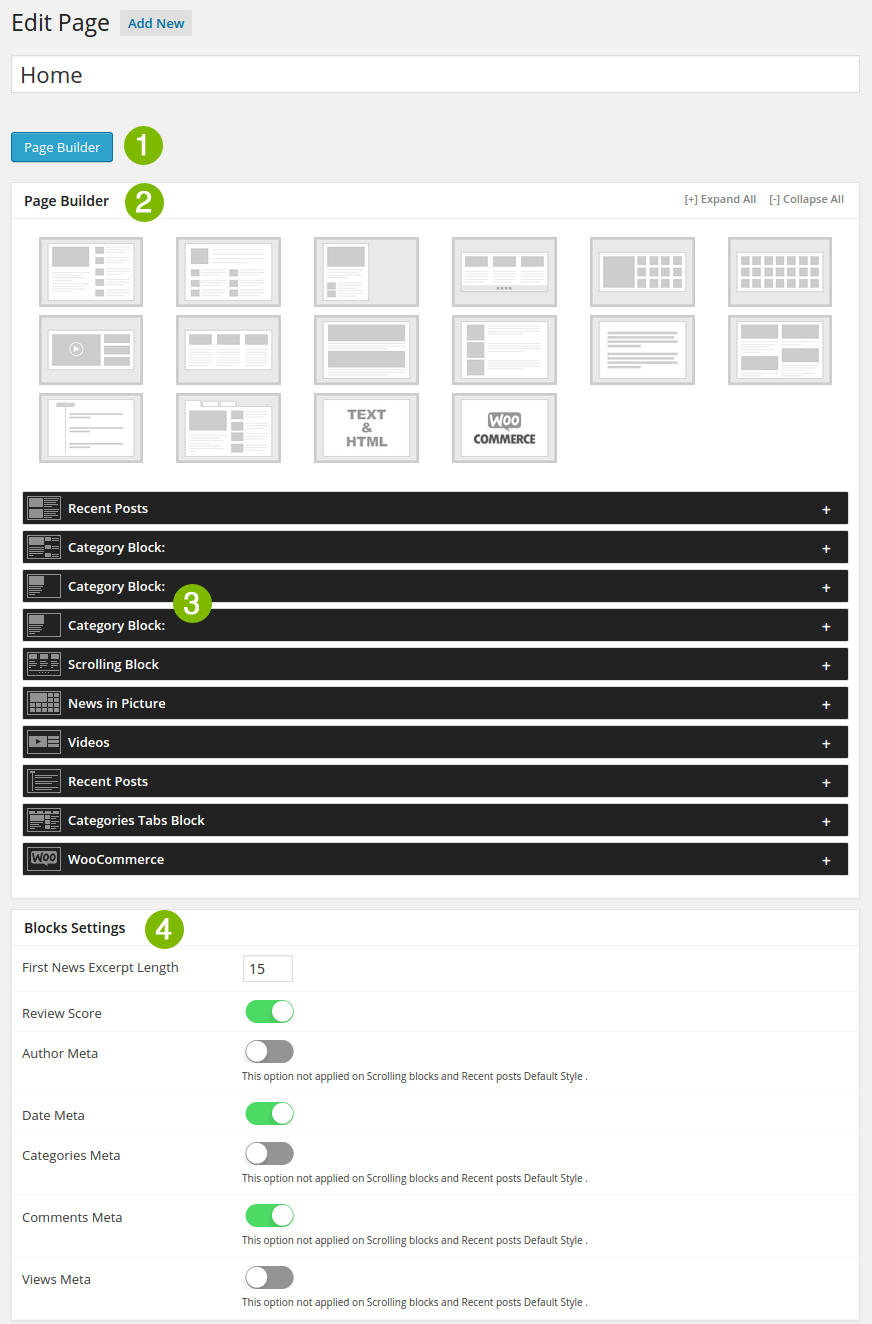 Edit Page Add New
Home
Page Builder 1
Page Builder 2 [+] Expand All [-] Collapse All
TEXT
&
HTML
WOO
COMMERCE
Recent Posts +
Category Block: +
Category Block: +
3
Category Block: +
Scrolling Block +
News in Picture +
Videos +
Recent Posts +
Categories Tabs Block +
WOO WooCommerce +
Blocks Settings 4
First News Excerpt Length 15
Review Score
Author Meta
This option not applied on Scrolling blocks and Recent posts Default Style .
Date Meta
Categories Meta
This option not applied on Scrolling blocks and Recent posts Default Style .
Comments Meta
This option not applied on Scrolling blocks and Recent posts Default Style .
Views Meta
This option not applied on Scrolling blocks and Recent posts Default Style .